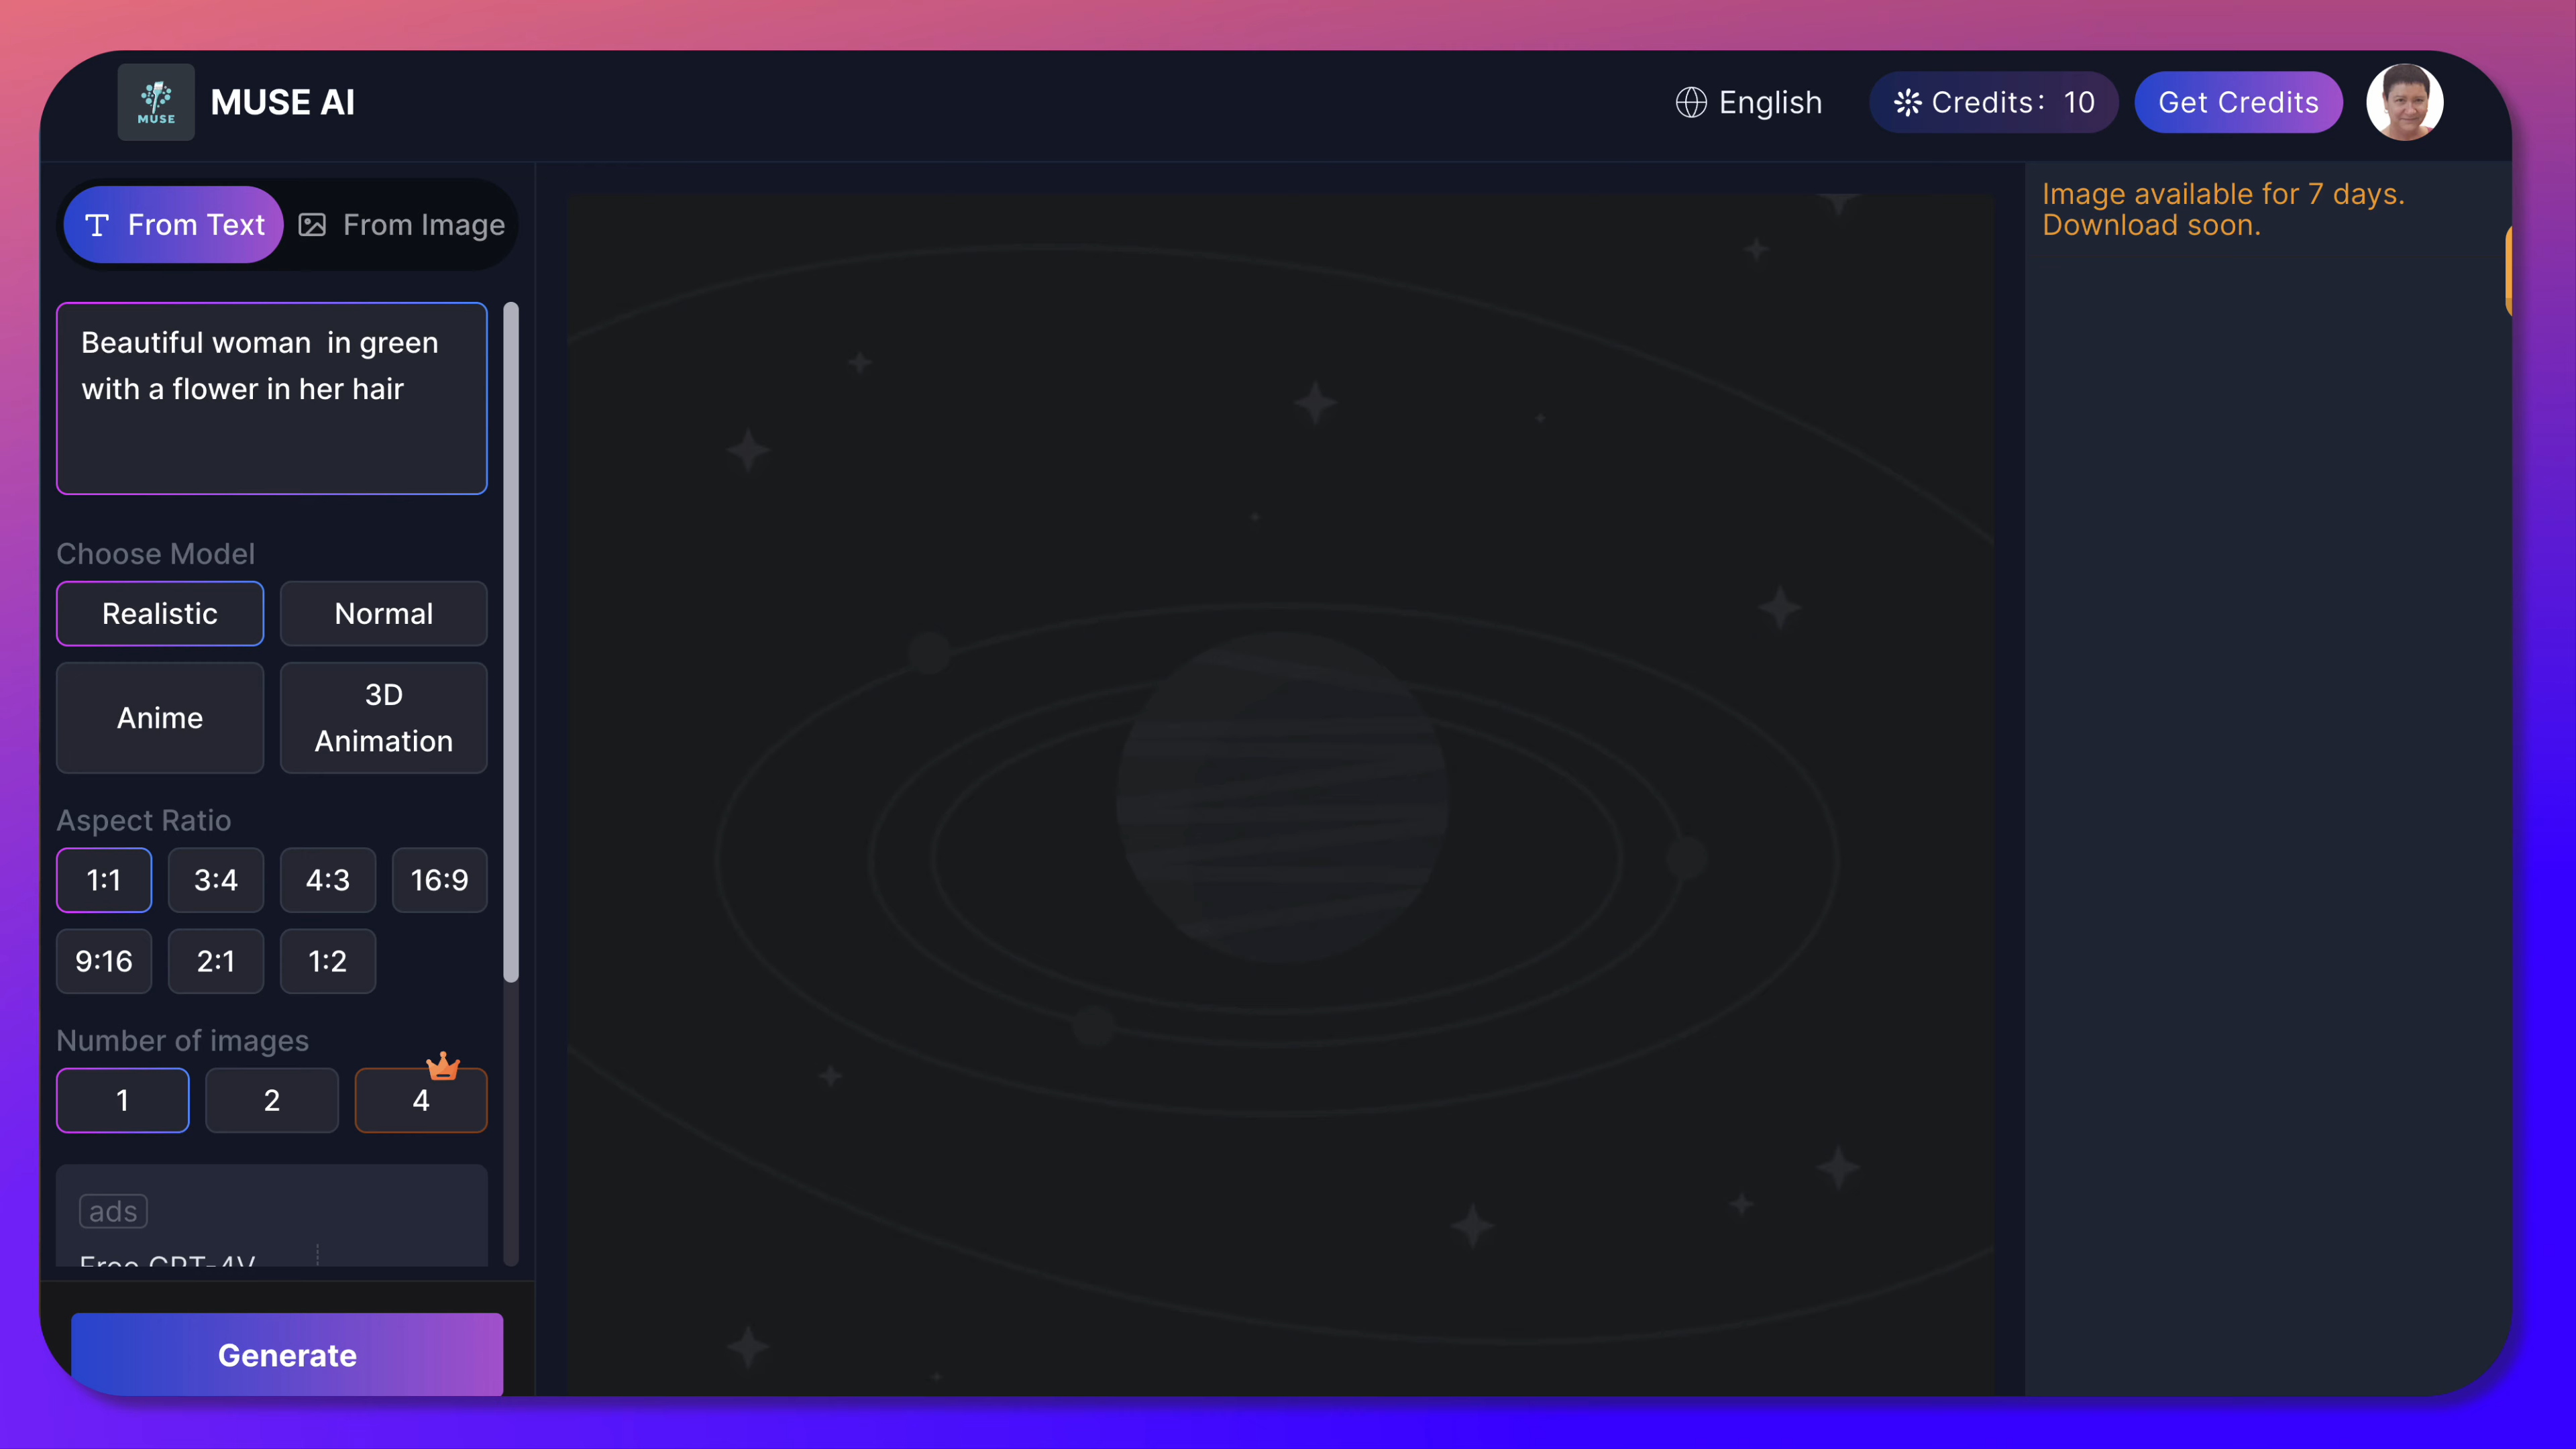 MUSE
MUSE AI
English
Credits: 10
Get Credits
From Text
From Image
Image available for 7 days.
Download soon.
Beautiful woman  in green
with a flower in her hair
Choose Model
Realistic
Normal
Anime
3D
Animation
Aspect Ratio
1:1
3:4
4:3
16:9
9:16
2:1
1:2
Number of images
1
2
4
ads
Free GPT-4V
Generate